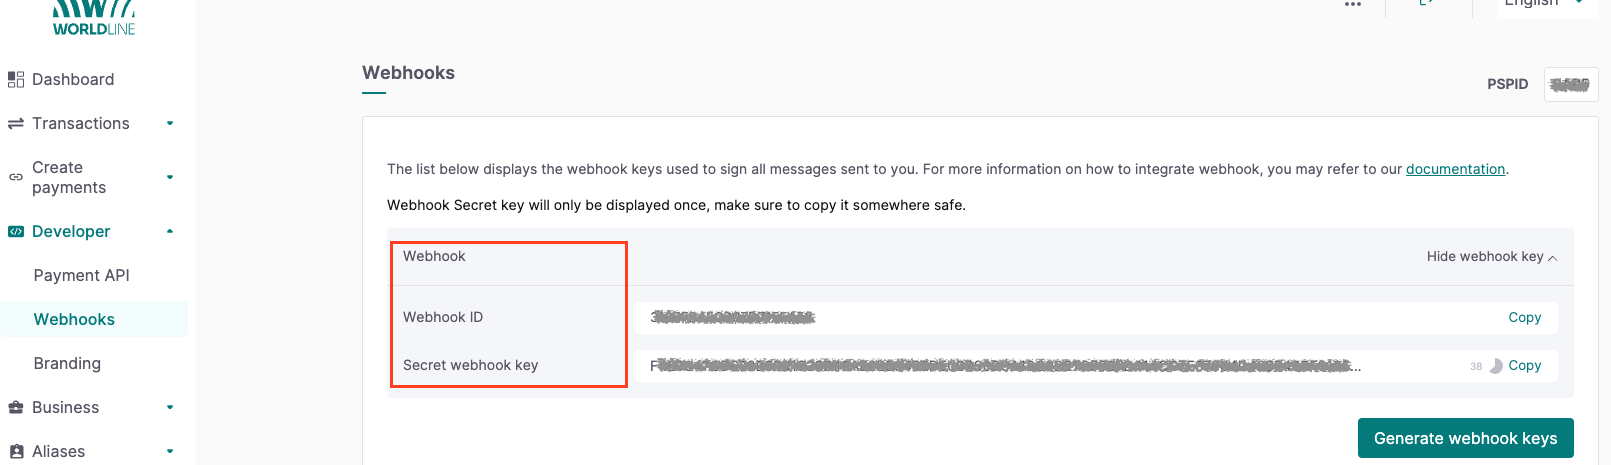 WORLDLINE
English
Dashboard
Transactions
Create
payments
Developer
Payment API
Webhooks
Branding
Business
Aliases
Webhooks
PSPID
The list below displays the webhook keys used to sign all messages sent to you. For more information on how to integrate webhook, you may refer to our documentation.
Webhook Secret key will only be displayed once, make sure to copy it somewhere safe.
Webhook
Hide webhook key
Webhook ID
Copy
Secret webhook key
38
Copy
Generate webhook keys